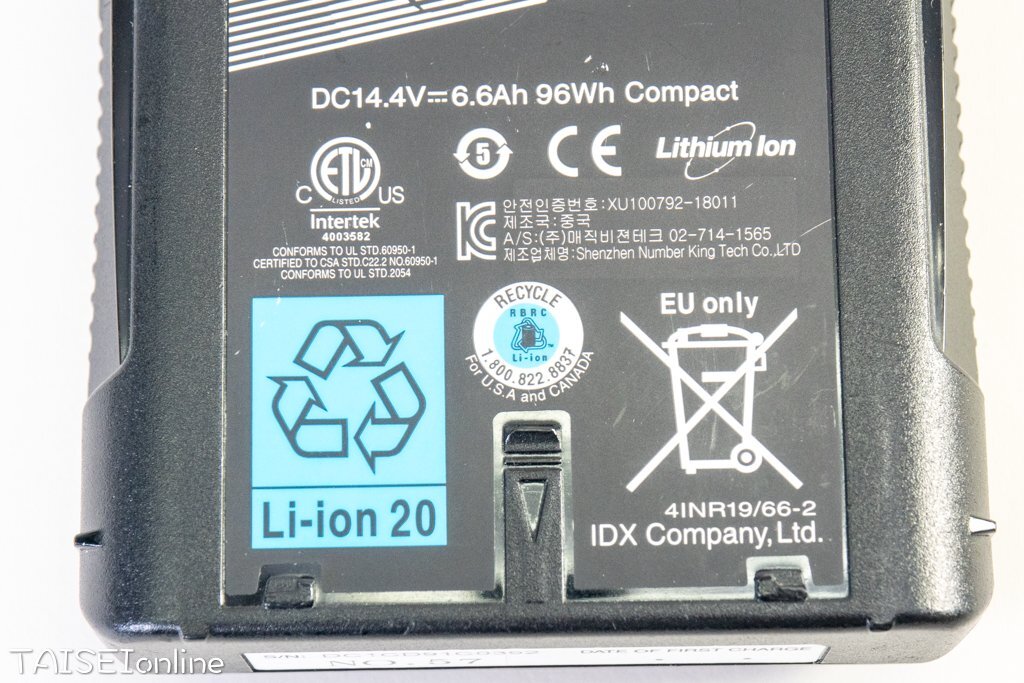 DC14.4V⎓6.6Ah 96Wh Compact
ETL CM
LISTED
C US
Intertek
4003582
CONFORMS TO UL STD.60950-1
CERTIFIED TO CSA STD.C22.2 NO.60950-1
CONFORMS TO UL STD.2054
5
CE
Lithium Ion
안전인증번호:XU100792-18011
제조국:중국
A/S:(주)매직비젼테크 02-714-1565
제조업체명:Shenzhen Number King Tech Co.,LTD
RECYCLE
RBRC
Li-ion
TM
1.800.822.8837
For U.S.A and CANADA
EU only
Li-ion 20
4INR19/66-2
IDX Company,Ltd.
S/N:
NO.57
DATE OF FIRST CHARGE
TAISEIonline